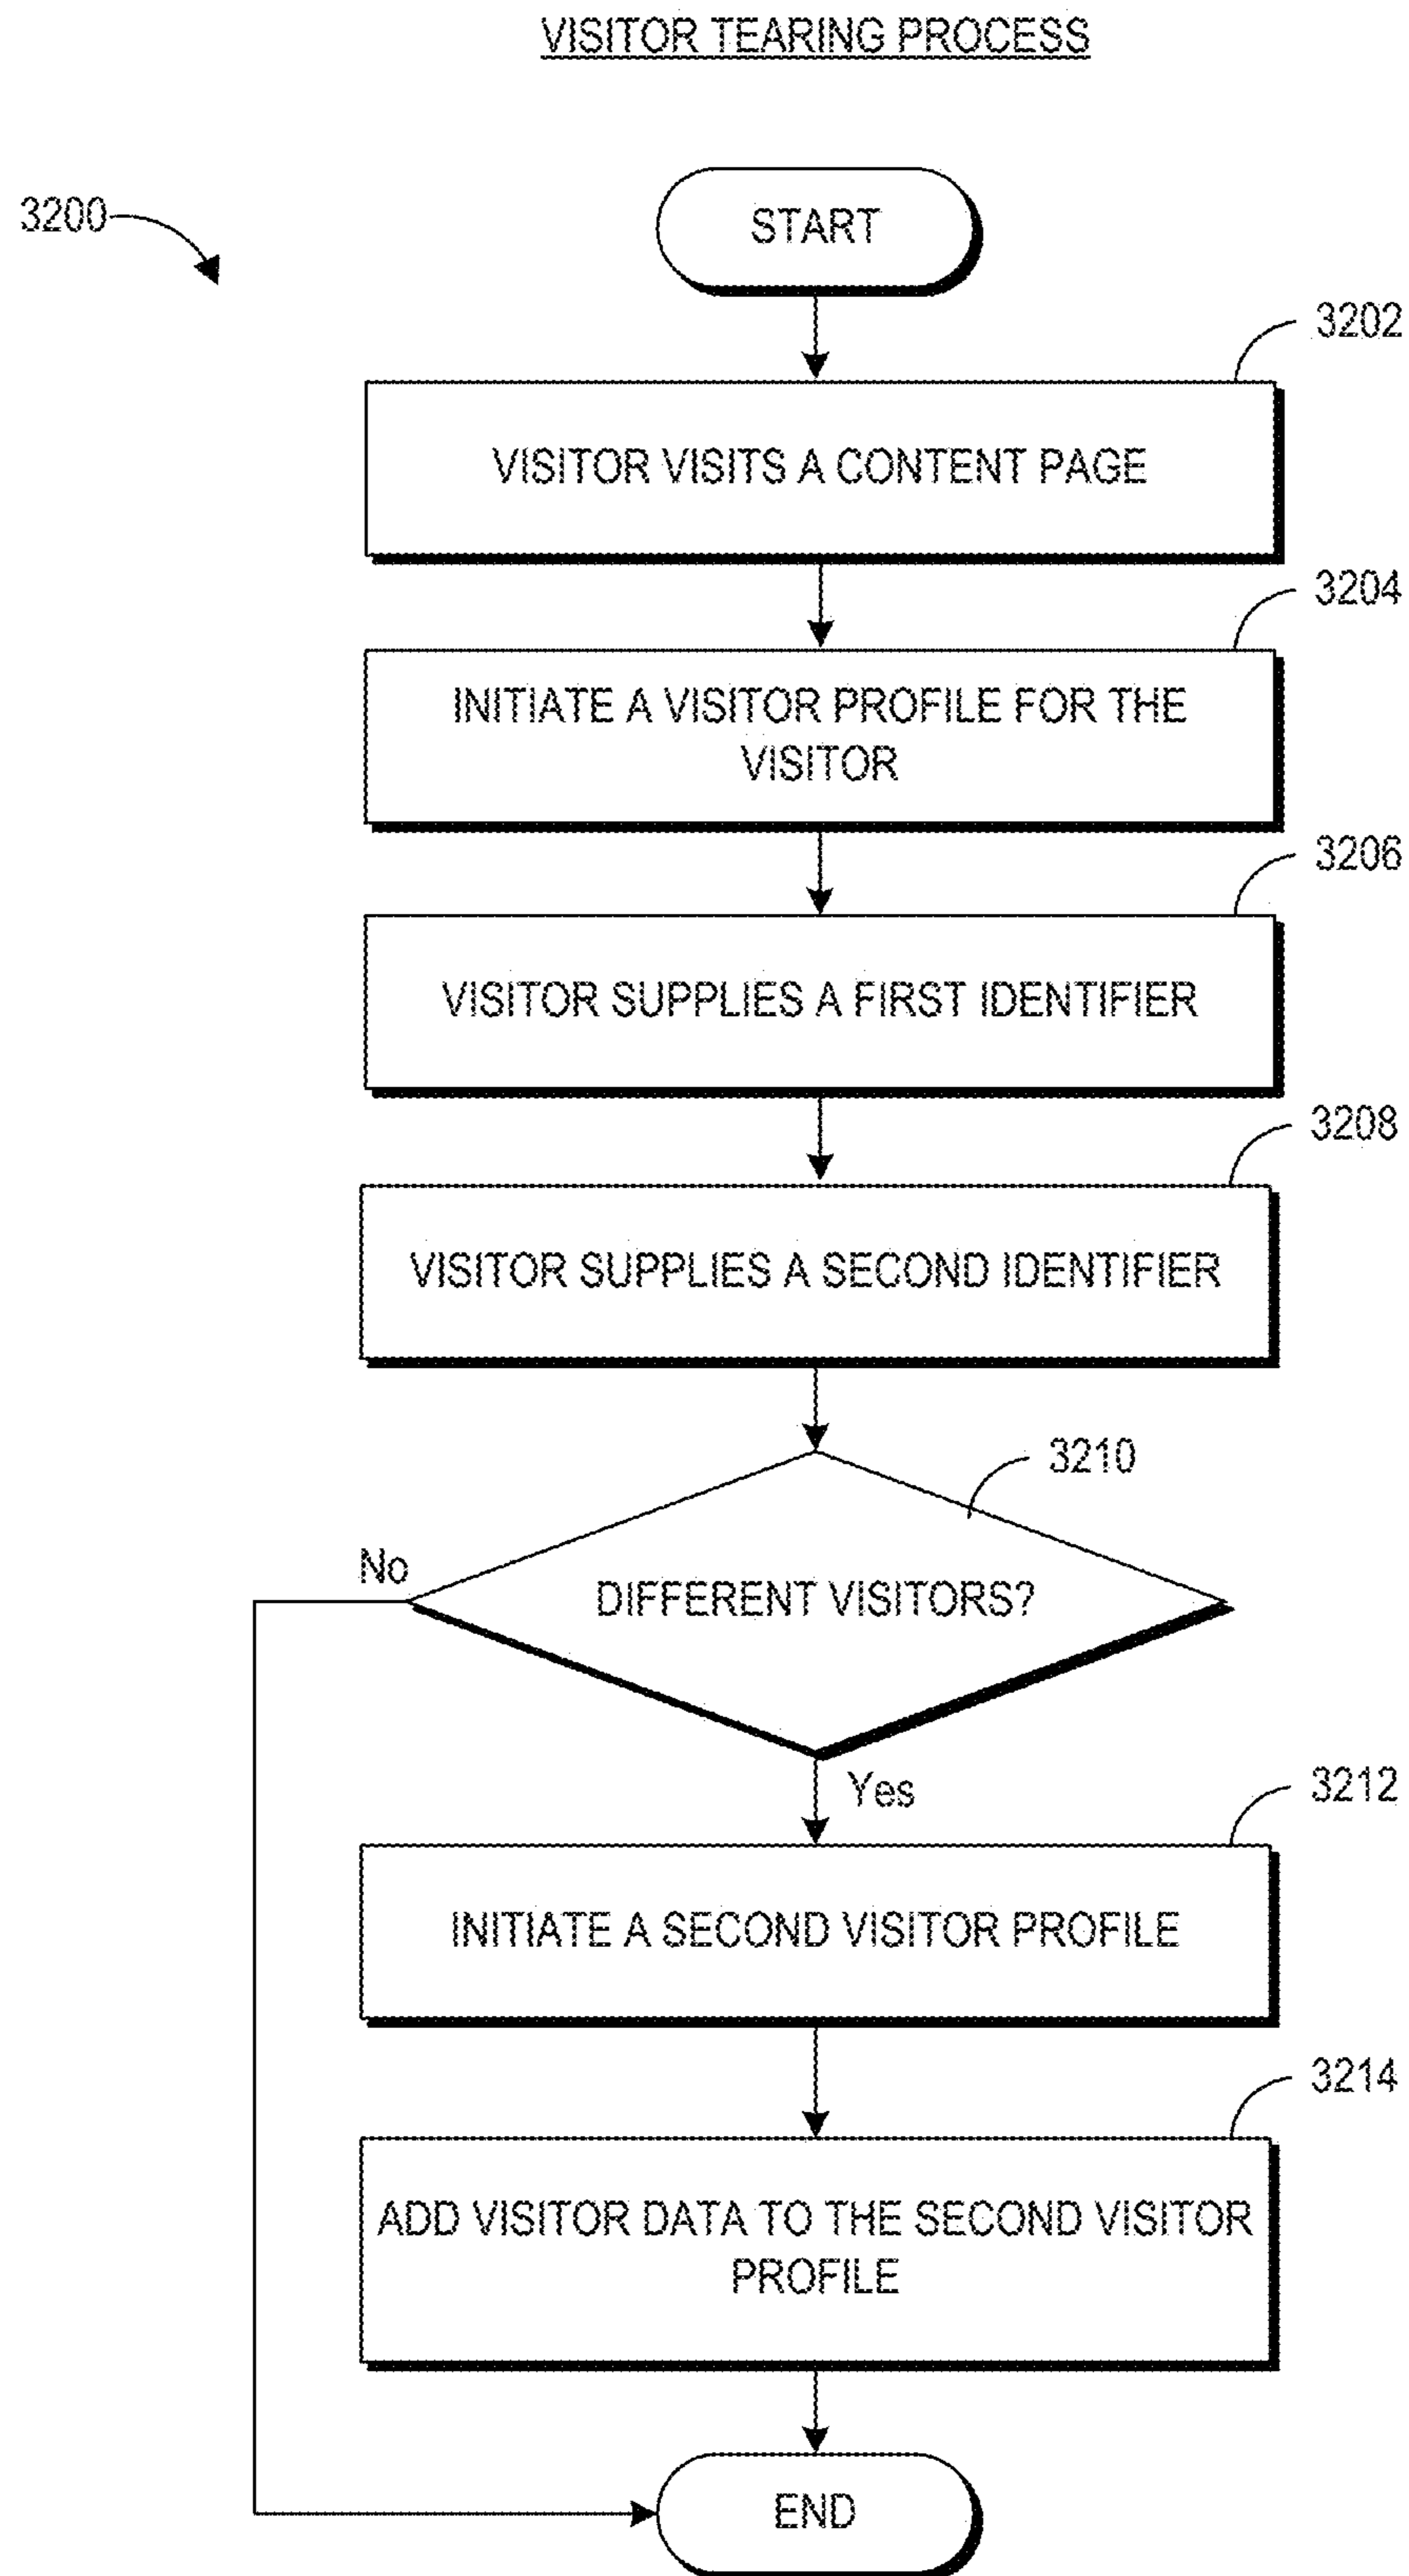 VISITOR TEARING PROCESS
3200
START
3202
VISITOR VISITS A CONTENT PAGE
3204
INITIATE A VISITOR PROFILE FOR THE
VISITOR
3206
VISITOR SUPPLIES A FIRST IDENTIFIER
3208
VISITOR SUPPLIES A SECOND IDENTIFIER
3210
No
DIFFERENT VISITORS?
Yes
3212
INITIATE A SECOND VISITOR PROFILE
3214
ADD VISITOR DATA TO THE SECOND VISITOR
PROFILE
END